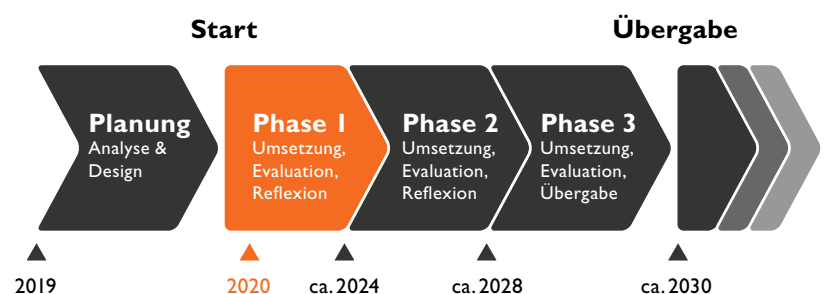 Start
Übergabe
Planung
Analyse &
Design
Phase 1
Umsetzung,
Evaluation,
Reflexion
Phase 2
Umsetzung,
Evaluation,
Reflexion
Phase 3
Umsetzung,
Evaluation,
Übergabe
2019
2020
ca. 2024
ca. 2028
ca. 2030